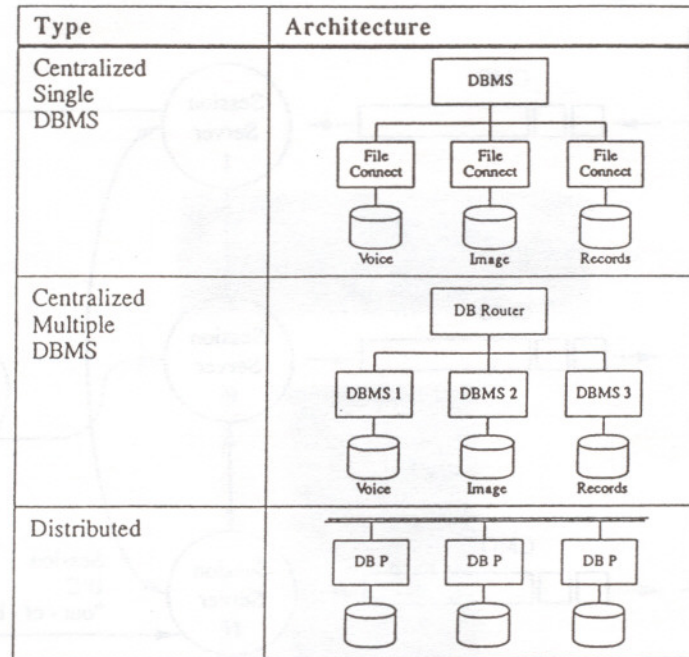 Type
Architecture
Centralized
Single
DBMS
DBMS
File
Connect
File
Connect
File
Connect
Voice
Image
Records
Centralized
Multiple
DBMS
DB Router
DBMS 1
DBMS 2
DBMS 3
Voice
Image
Records
Distributed
DB P
DB P
DB P